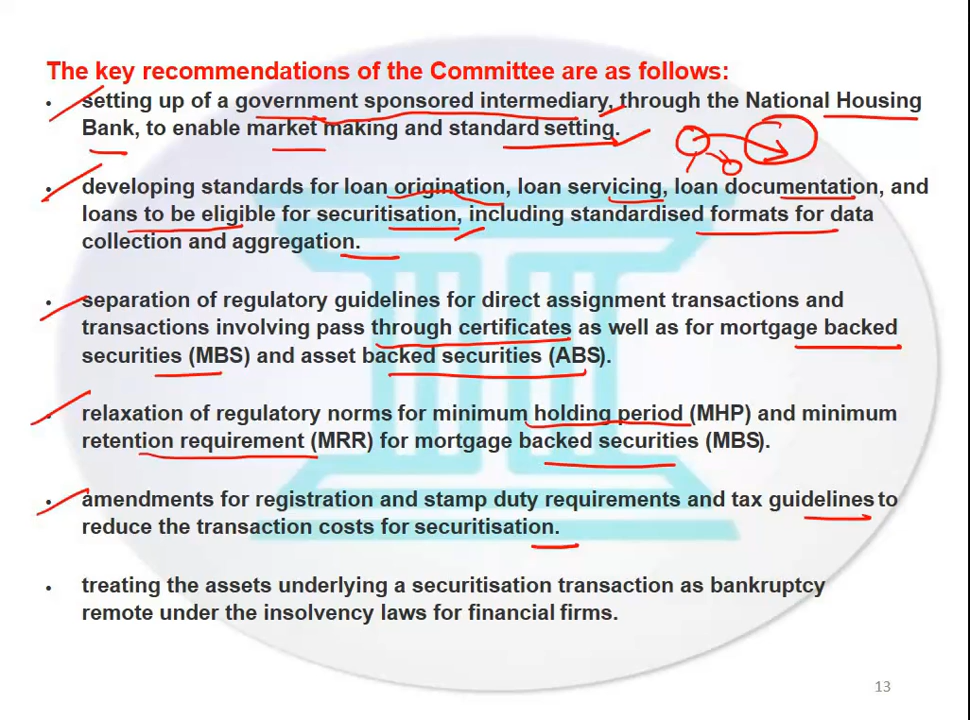 The key recommendations of the Committee are as follows:
• setting up of a government sponsored intermediary, through the National Housing
Bank, to enable market making and standard setting.
• developing standards for loan origination, loan servicing, loan documentation, and
loans to be eligible for securitisation, including standardised formats for data
collection and aggregation.
• separation of regulatory guidelines for direct assignment transactions and
transactions involving pass through certificates as well as for mortgage backed
securities (MBS) and asset backed securities (ABS).
• relaxation of regulatory norms for minimum holding period (MHP) and minimum
retention requirement (MRR) for mortgage backed securities (MBS).
• amendments for registration and stamp duty requirements and tax guidelines to
reduce the transaction costs for securitisation.
• treating the assets underlying a securitisation transaction as bankruptcy
remote under the insolvency laws for financial firms.
13